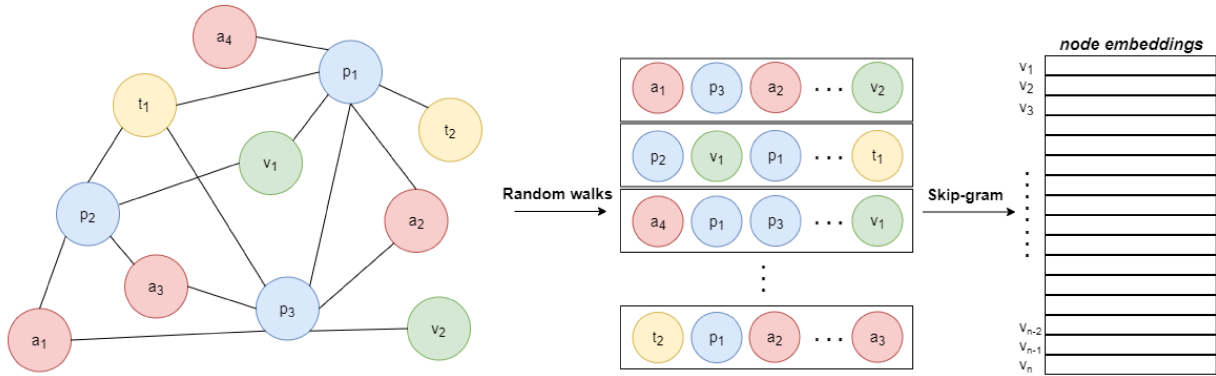 a4
p1
t1
t2
v1
p2
a2
a3
p3
v2
a1
Random walks
a1 p3 a2 ... v2
p2 v1 p1 ... t1
a4 p1 p3 ... v1
t2 p1 a2 ... a3
Skip-gram
node embeddings
v1
v2
v3
vn-2
vn-1
vn